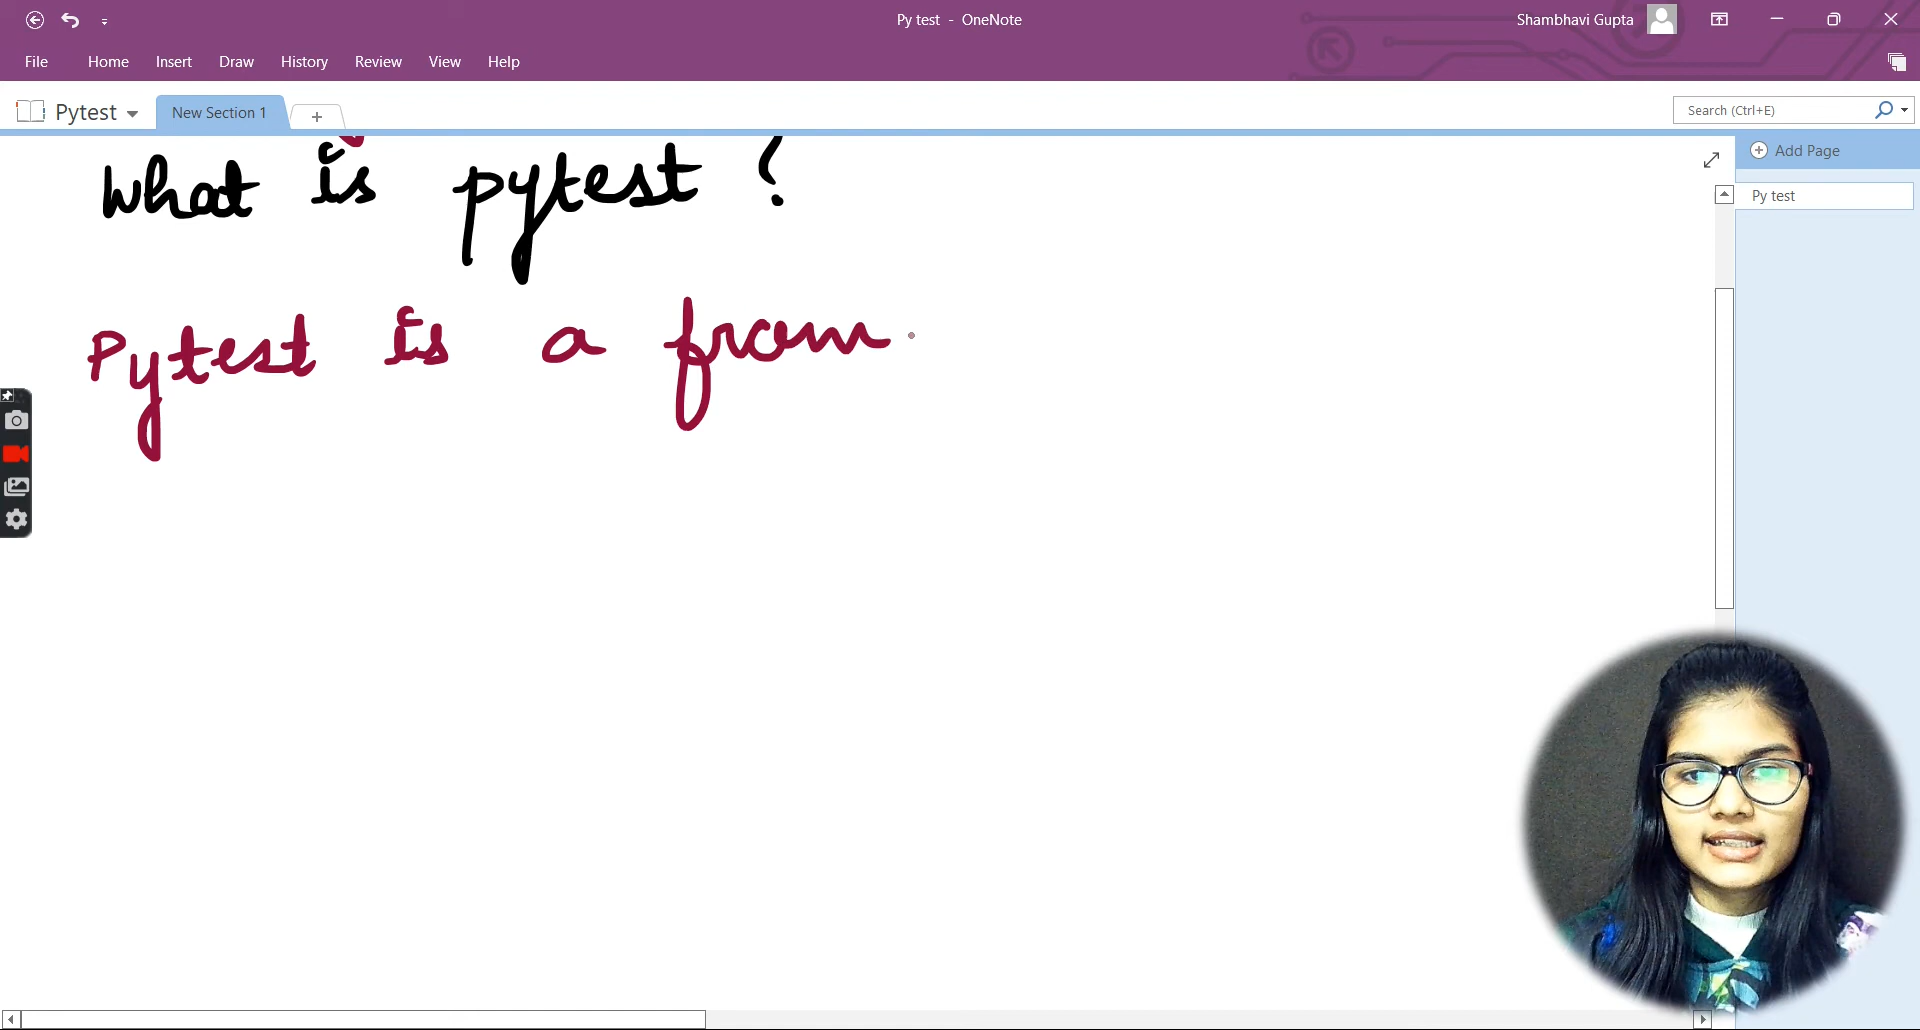 Py test - OneNote
Shambhavi Gupta
File Home Insert Draw History Review View Help
Pytest
New Section 1
+
Search (Ctrl+E)
Add Page
Py test
What is pytest ?
Pytest is a fram